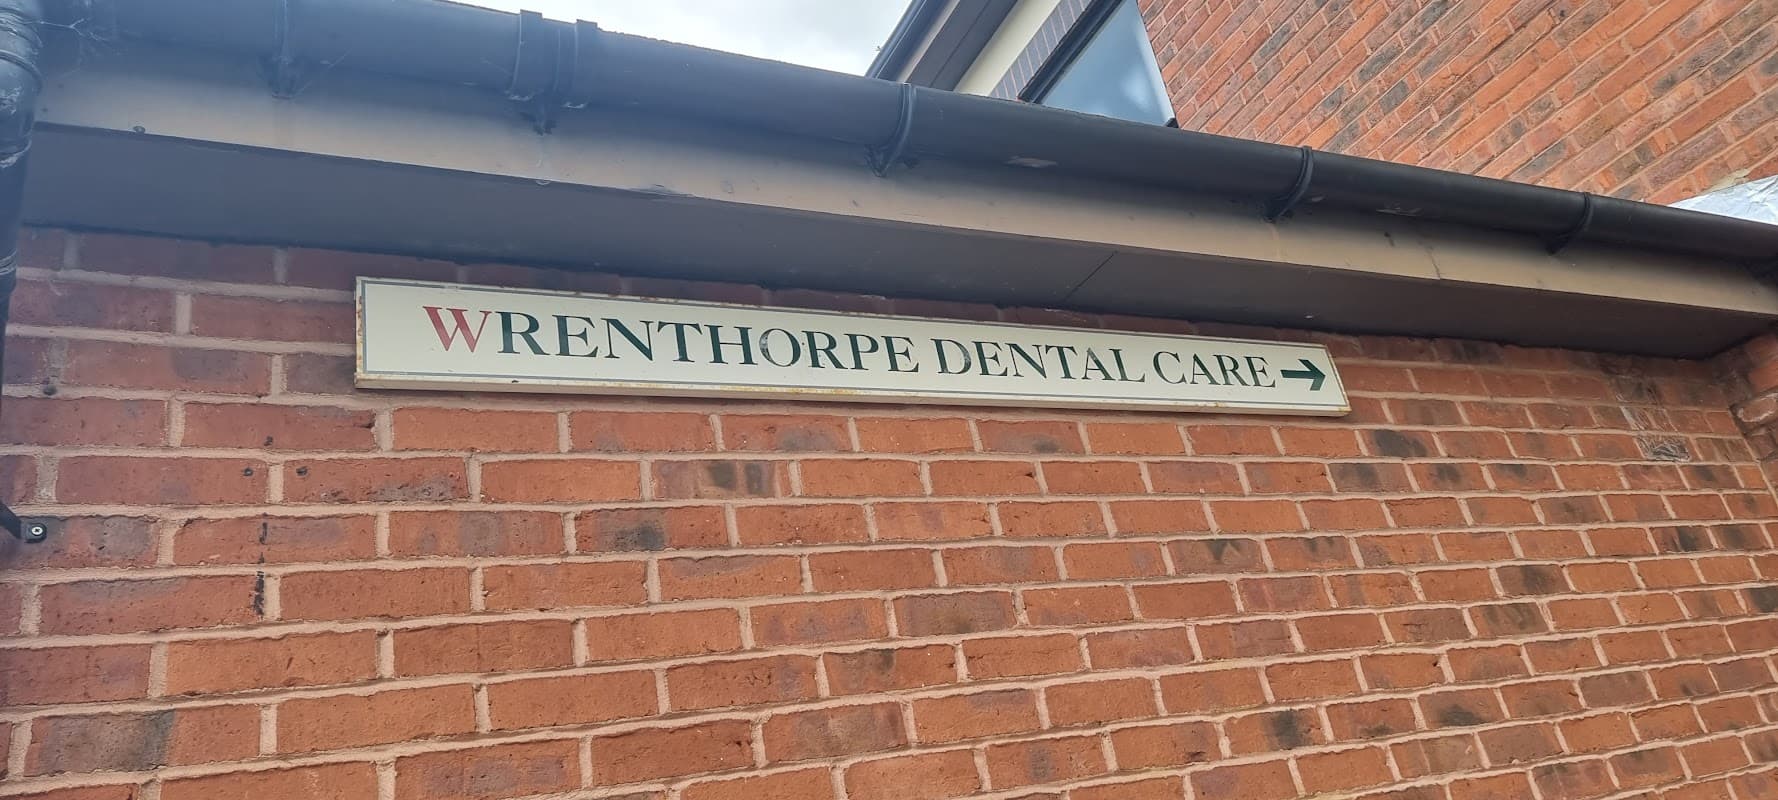 WRENTHORPE DENTAL CARE →